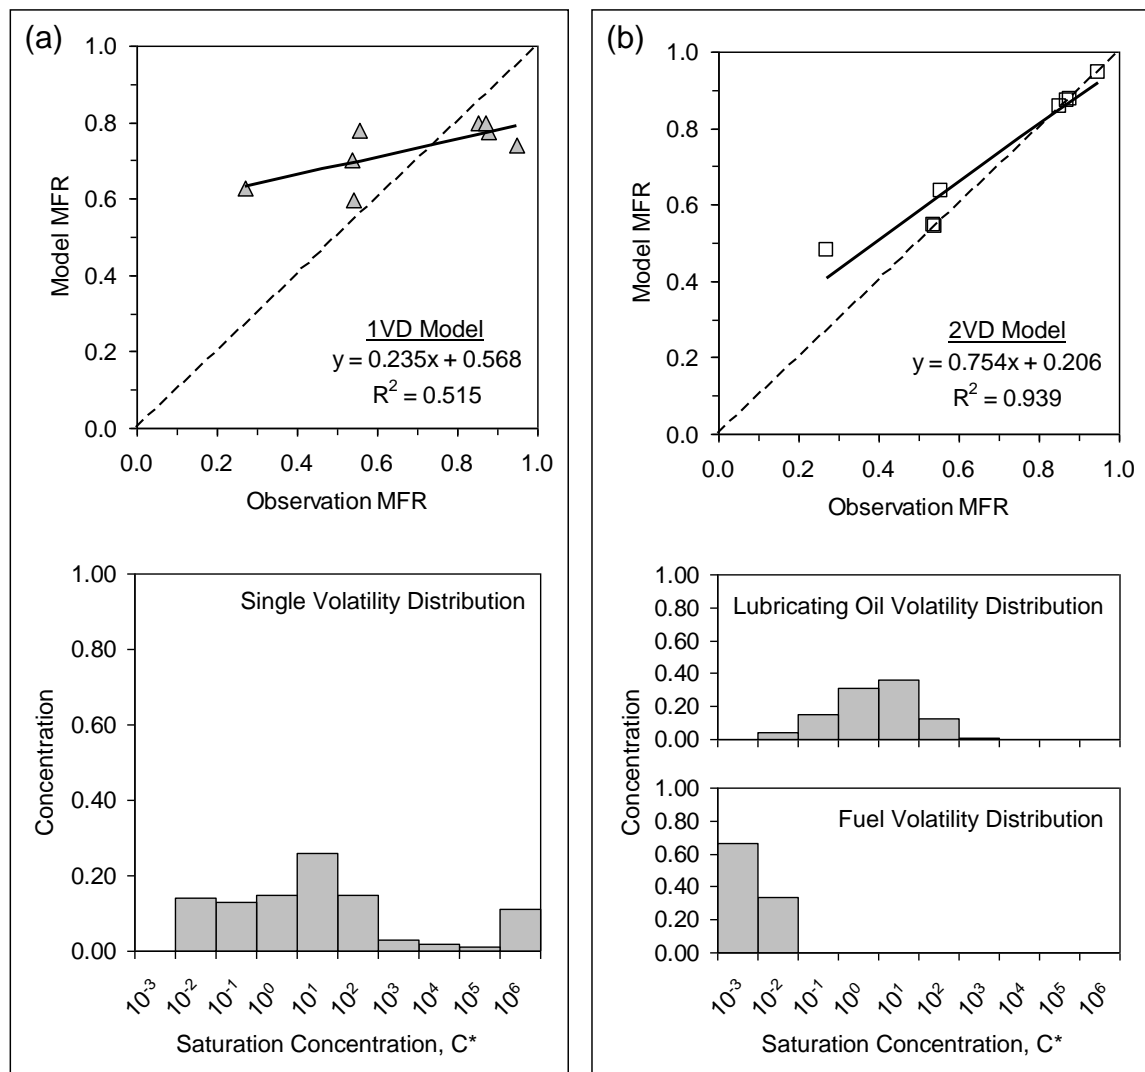 (a)
1.0
0.8
0.6
0.4
0.2
0.0
Model MFR
1VD Model
y = 0.235x + 0.568
R² = 0.515
0.0 0.2 0.4 0.6 0.8 1.0
Observation MFR
1.00
0.80
0.60
0.40
0.20
0.00
Concentration
Single Volatility Distribution
10⁻³ 10⁻² 10⁻¹ 10⁰ 10¹ 10² 10³ 10⁴ 10⁵ 10⁶
Saturation Concentration, C*
(b)
1.0
0.8
0.6
0.4
0.2
0.0
Model MFR
2VD Model
y = 0.754x + 0.206
R² = 0.939
0.0 0.2 0.4 0.6 0.8 1.0
Observation MFR
1.00
0.80
0.60
0.40
0.20
0.00
Lubricating Oil Volatility Distribution
Concentration
1.00
0.80
0.60
0.40
0.20
0.00
Fuel Volatility Distribution
10⁻³ 10⁻² 10⁻¹ 10⁰ 10¹ 10² 10³ 10⁴ 10⁵ 10⁶
Saturation Concentration, C*